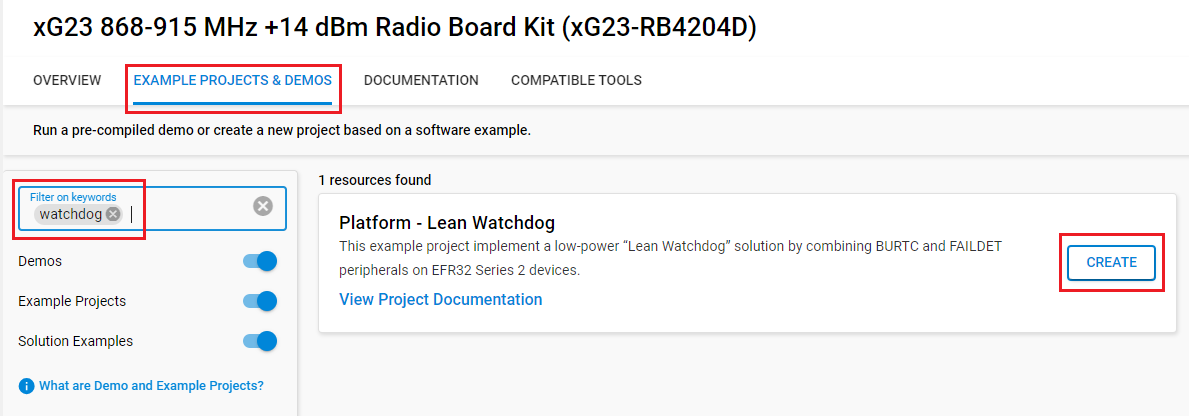 xG23 868-915 MHz +14 dBm Radio Board Kit (xG23-RB4204D)
OVERVIEW
EXAMPLE PROJECTS & DEMOS
DOCUMENTATION
COMPATIBLE TOOLS
Run a pre-compiled demo or create a new project based on a software example.
Filter on keywords
watchdog
Demos
Example Projects
Solution Examples
What are Demo and Example Projects?
1 resources found
Platform - Lean Watchdog
This example project implement a low-power “Lean Watchdog” solution by combining BURTC and FAILDET
peripherals on EFR32 Series 2 devices.
View Project Documentation
CREATE